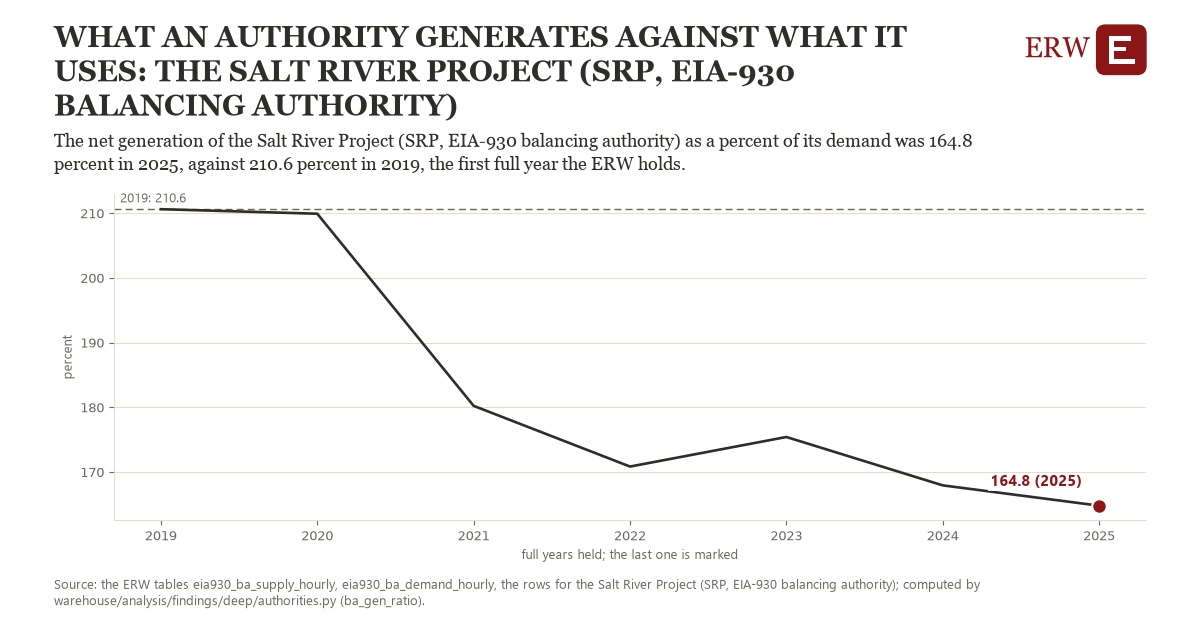 WHAT AN AUTHORITY GENERATES AGAINST WHAT IT
USES: THE SALT RIVER PROJECT (SRP, EIA-930
BALANCING AUTHORITY)
ERW E
The net generation of the Salt River Project (SRP, EIA-930 balancing authority) as a percent of its demand was 164.8
percent in 2025, against 210.6 percent in 2019, the first full year the ERW holds.
2019: 210.6
210
200
190
180
170
percent
164.8 (2025)
2019 2020 2021 2022 2023 2024 2025
full years held; the last one is marked
Source: the ERW tables eia930_ba_supply_hourly, eia930_ba_demand_hourly, the rows for the Salt River Project (SRP, EIA-930 balancing authority); computed by
warehouse/analysis/findings/deep/authorities.py (ba_gen_ratio).